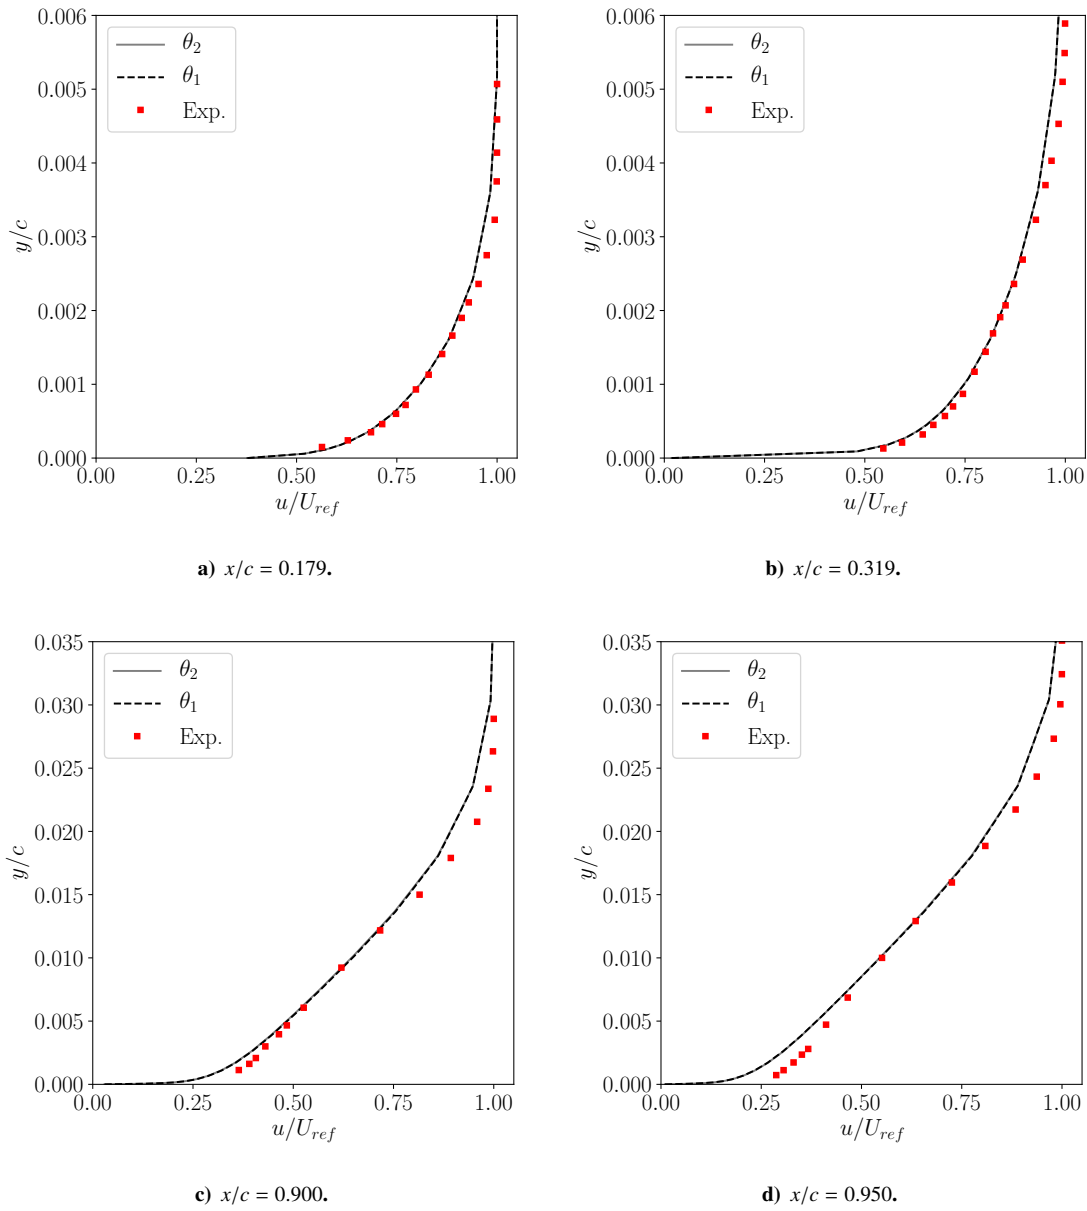 0.006
0.005
0.004
0.003
0.002
0.001
0.000
y/c
θ2
θ1
Exp.
0.00 0.25 0.50 0.75 1.00
u/Uref
a) x/c = 0.179.
0.006
0.005
0.004
0.003
0.002
0.001
0.000
y/c
θ2
θ1
Exp.
0.00 0.25 0.50 0.75 1.00
u/Uref
b) x/c = 0.319.
0.035
0.030
0.025
0.020
0.015
0.010
0.005
0.000
y/c
θ2
θ1
Exp.
0.00 0.25 0.50 0.75 1.00
u/Uref
c) x/c = 0.900.
0.035
0.030
0.025
0.020
0.015
0.010
0.005
0.000
y/c
θ2
θ1
Exp.
0.00 0.25 0.50 0.75 1.00
u/Uref
d) x/c = 0.950.